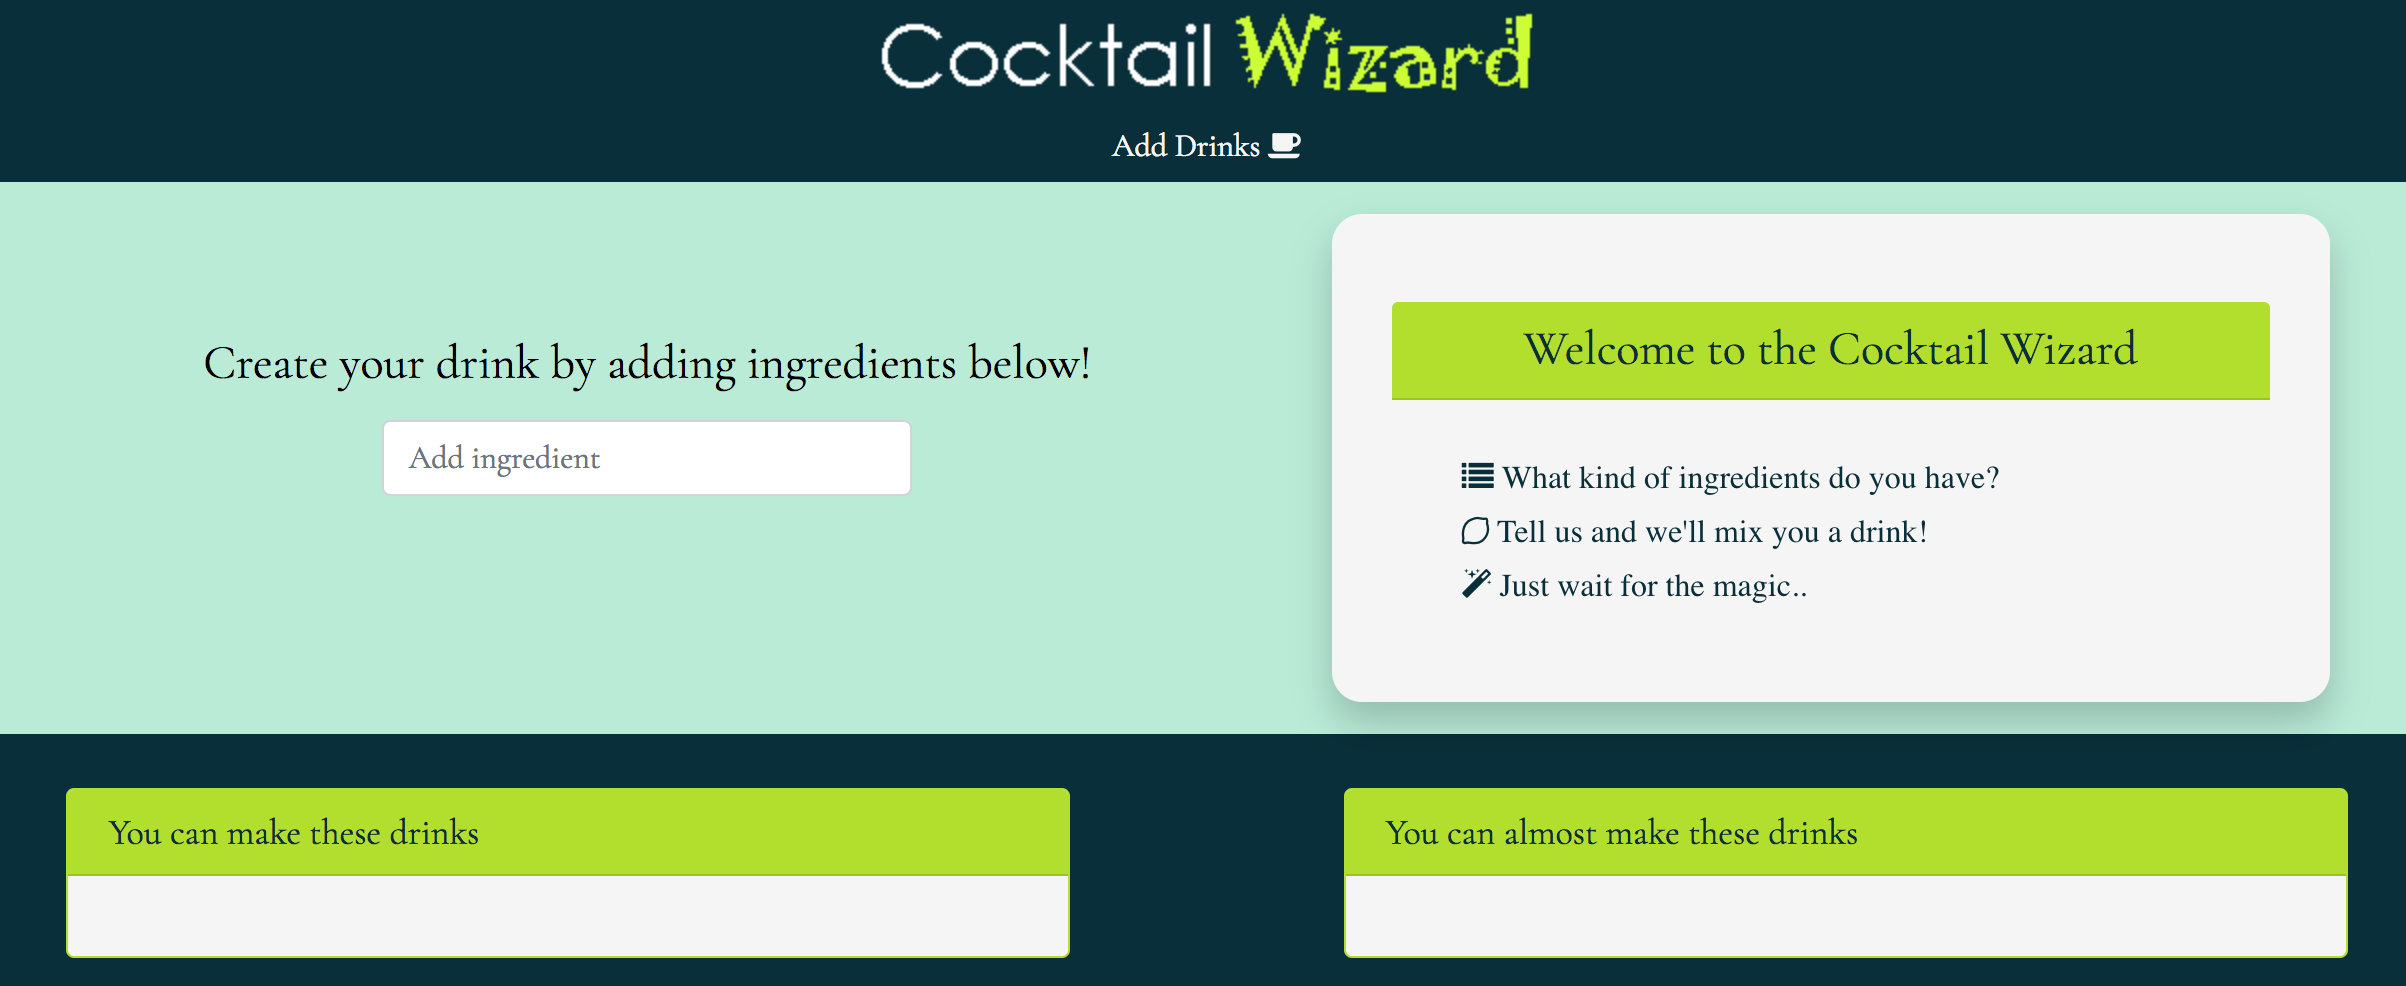 Cocktail Wizard
Add Drinks
Create your drink by adding ingredients below!
Add ingredient
Welcome to the Cocktail Wizard
What kind of ingredients do you have?
Tell us and we'll mix you a drink!
Just wait for the magic..
You can make these drinks
You can almost make these drinks